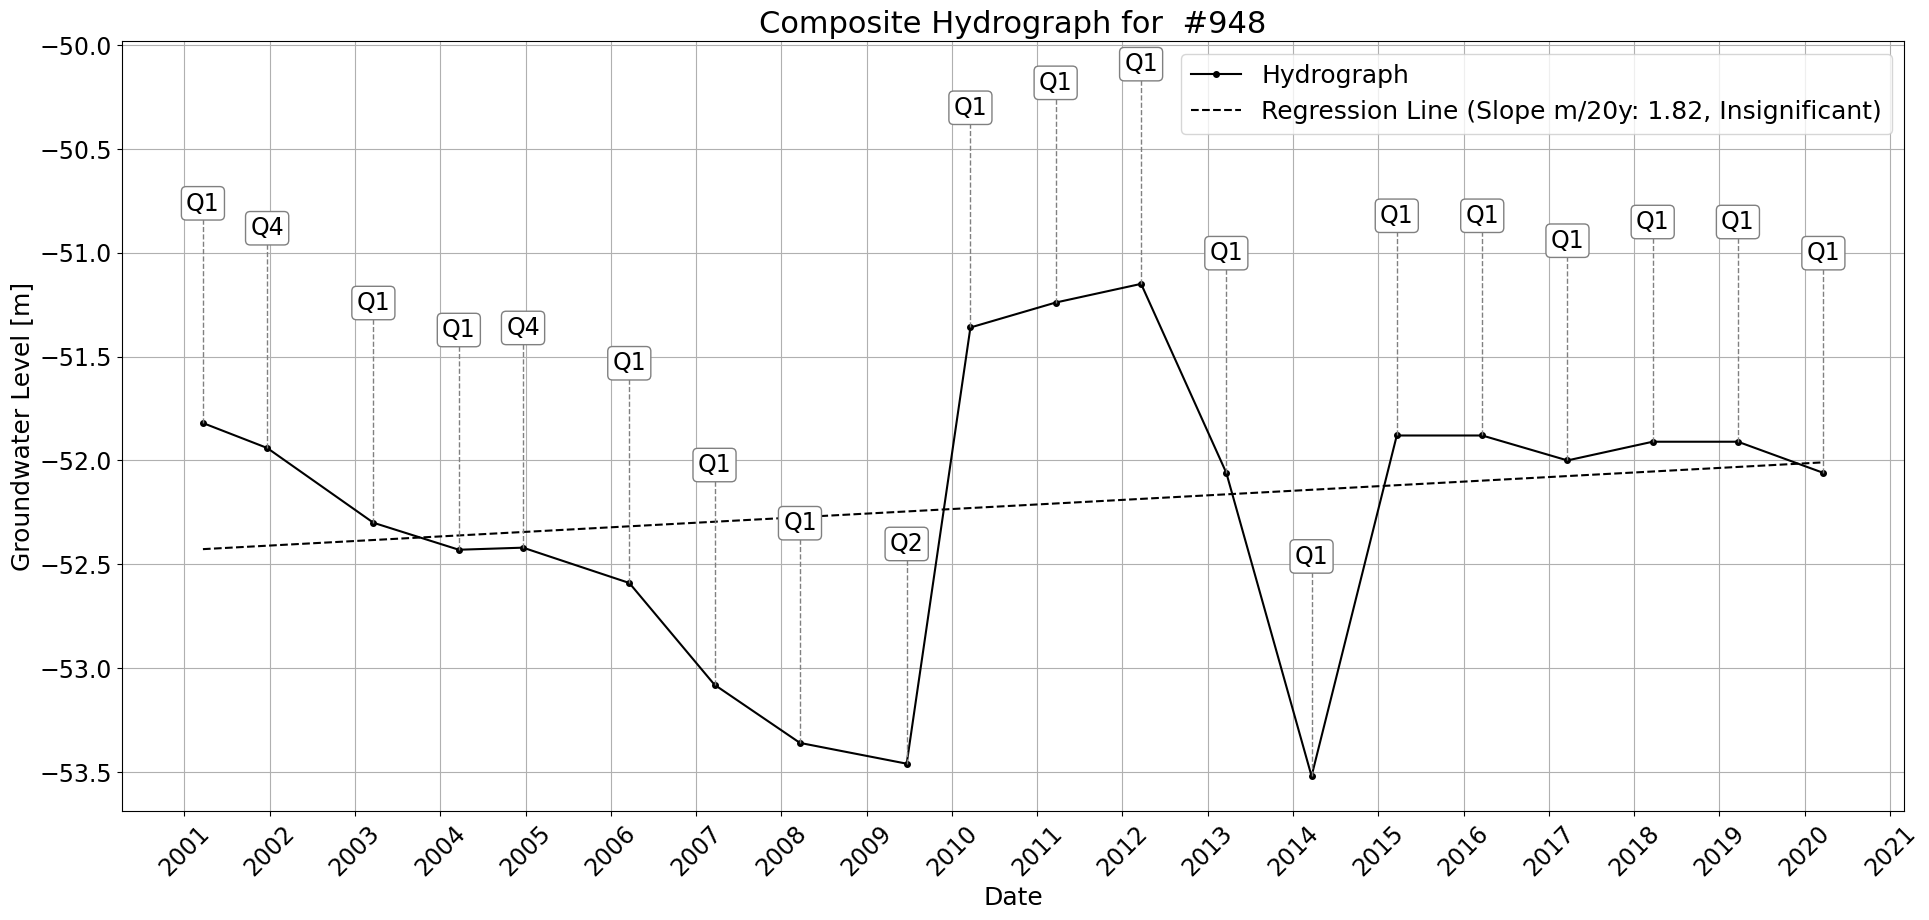 Composite Hydrograph for  #948
Hydrograph
Regression Line (Slope m/20y: 1.82, Insignificant)
Groundwater Level [m]
−50.0
−50.5
−51.0
−51.5
−52.0
−52.5
−53.0
−53.5
Q1
Q4
Q1
Q1
Q4
Q1
Q1
Q1
Q2
Q1
Q1
Q1
Q1
Q1
Q1
Q1
Q1
Q1
Q1
Q1
2001
2002
2003
2004
2005
2006
2007
2008
2009
2010
2011
2012
2013
2014
2015
2016
2017
2018
2019
2020
2021
Date